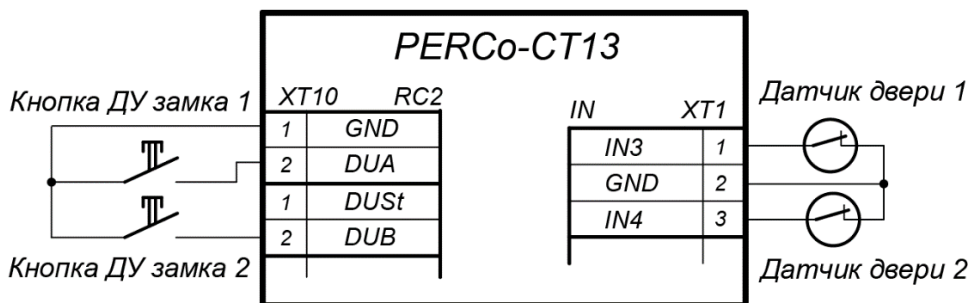 PERCo-CT13
Кнопка ДУ замка 1
XT10 RC2
1 GND
2 DUA
1 DUSt
2 DUB
Кнопка ДУ замка 2
IN XT1
IN3 1
GND 2
IN4 3
Датчик двери 1
Датчик двери 2